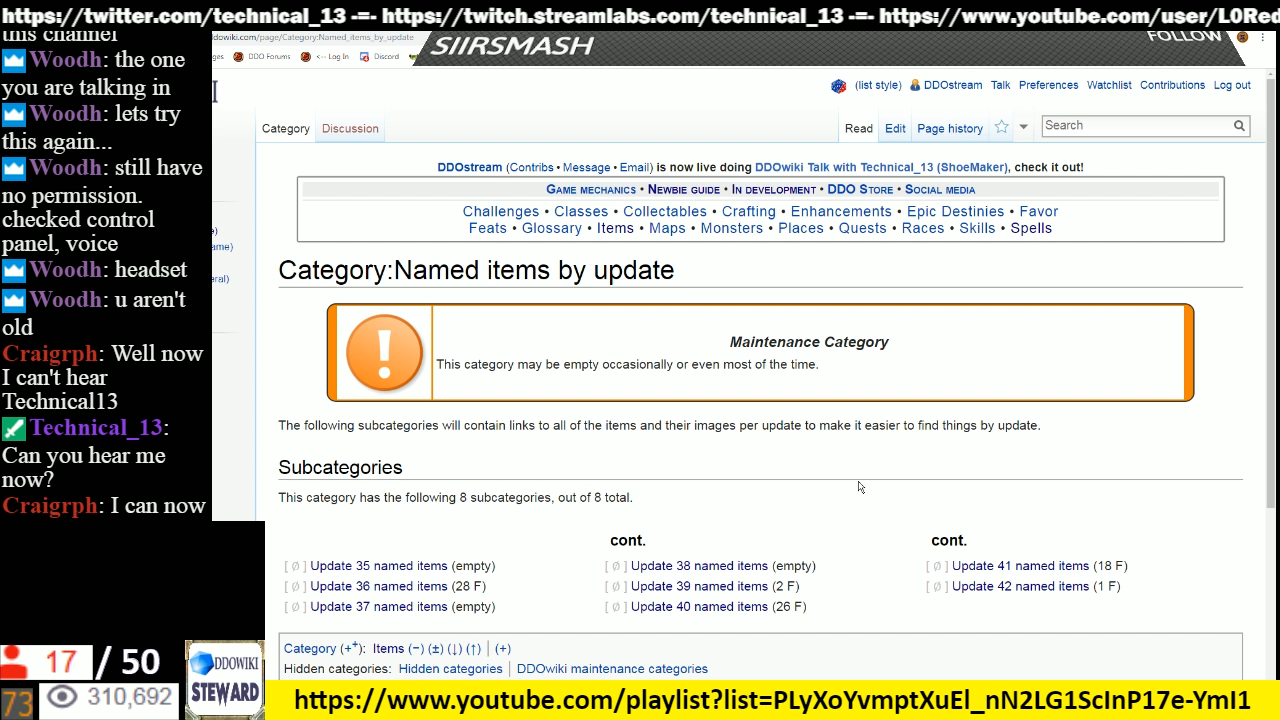 https://twitter.com/technical_13 -=- https://twitch.streamlabs.com/technical_13 -=- https://www.youtube.com/user/L0Red
this channel
Woodh: the one
you are talking in
Woodh: lets try
this again...
Woodh: still have
no permission.
checked control
panel, voice
Woodh: headset
Woodh: u aren't
old
Craigrph: Well now
I can't hear
Technical13
Technical_13:
Can you hear me
now?
Craigrph: I can now
dowiki.com/page/Category:Named_items_by_update
SIIRSMASH
FOLLOW
ges DDO Forums <-- Log In Discord
(list style) DDOstream Talk Preferences Watchlist Contributions Log out
Category Discussion
Read Edit Page history Search
DDOstream (Contribs • Message • Email) is now live doing DDOwiki Talk with Technical_13 (ShoeMaker), check it out!
Game mechanics • Newbie guide • In development • DDO Store • Social media
Challenges • Classes • Collectables • Crafting • Enhancements • Epic Destinies • Favor
Feats • Glossary • Items • Maps • Monsters • Places • Quests • Races • Skills • Spells
e)
ame)
eral)
Category:Named items by update
Maintenance Category
This category may be empty occasionally or even most of the time.
The following subcategories will contain links to all of the items and their images per update to make it easier to find things by update.
Subcategories
This category has the following 8 subcategories, out of 8 total.
[ ∅ ] Update 35 named items (empty)
[ ∅ ] Update 36 named items (28 F)
[ ∅ ] Update 37 named items (empty)
cont.
[ ∅ ] Update 38 named items (empty)
[ ∅ ] Update 39 named items (2 F)
[ ∅ ] Update 40 named items (26 F)
cont.
[ ∅ ] Update 41 named items (18 F)
[ ∅ ] Update 42 named items (1 F)
Category (++): Items (−) (±) (↓) (↑) | (+)
Hidden categories: Hidden categories | DDOwiki maintenance categories
17 / 50
73 310,692
DDOWIKI
STEWARD
https://www.youtube.com/playlist?list=PLyXoYvmptXuEl_nN2LG1ScInP17e-YmI1